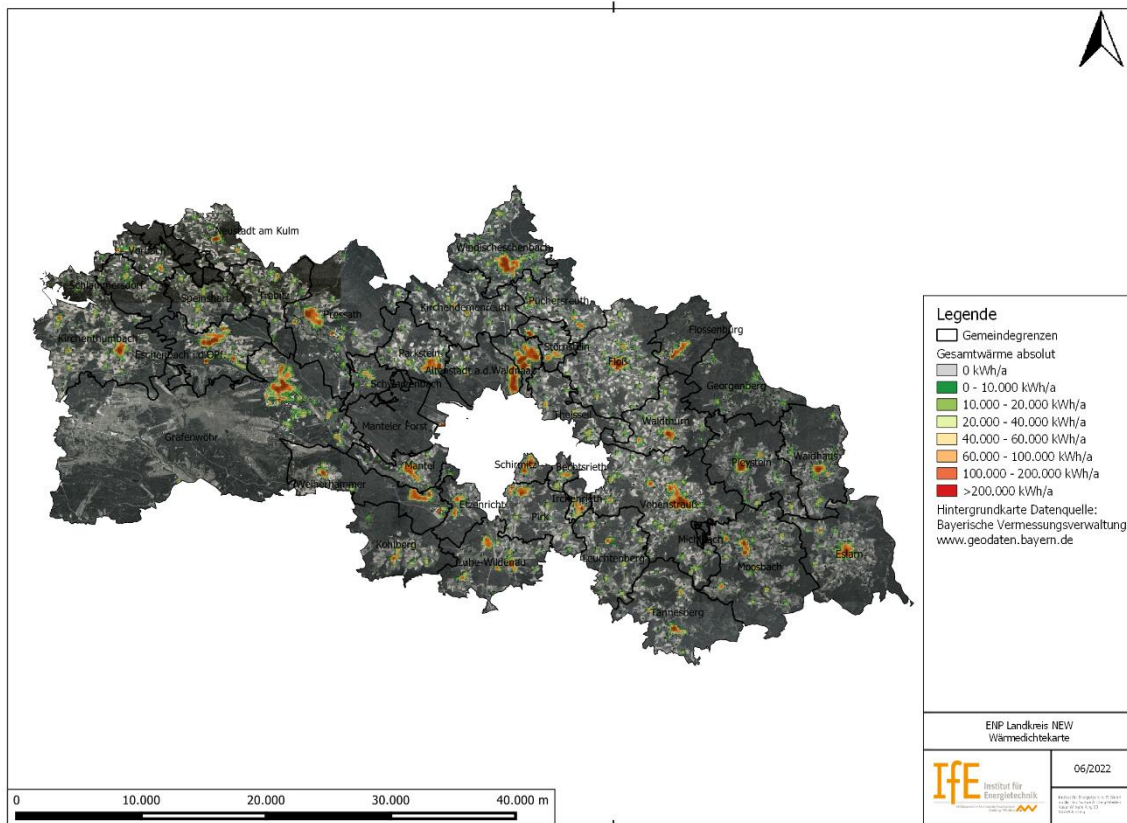 Neustadt am Kulm
Windischeschenbach
Schlammersdorf
Speinshart
Trabitz
Kirchendemenreuth
Püchersreuth
Pressath
Flossenbürg
Kirchenthumbach
Eschenbach i.d.OPf.
Parkstein
Störnstein
Floß
Altenstadt a.d.Waldnaab
Schwarzenbach
Georgenberg
Theisseil
Manteler Forst
Waldthurn
Grafenwöhr
Mantel
Schirmitz
Bechtsrieth
Pleystein
Waidhaus
Weiherhammer
Etzenricht
Irchenrieth
Vohenstrauß
Pirk
Michlbach
Kohlberg
Luhe-Wildenau
Leuchtenberg
Moosbach
Eslarn
Tännesberg
Legende
Gemeindegrenzen
Gesamtwärme absolut
0 kWh/a
0 - 10.000 kWh/a
10.000 - 20.000 kWh/a
20.000 - 40.000 kWh/a
40.000 - 60.000 kWh/a
60.000 - 100.000 kWh/a
100.000 - 200.000 kWh/a
>200.000 kWh/a
Hintergrundkarte Datenquelle:
Bayerische Vermessungsverwaltung
www.geodaten.bayern.de
ENP Landkreis NEW
Wärmedichtekarte
IfE Institut für
Energietechnik
06/2022
0 10.000 20.000 30.000 40.000 m